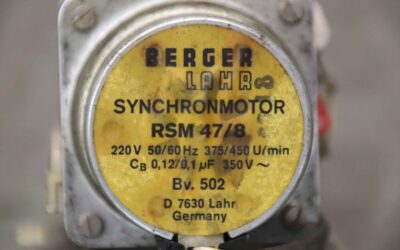 BERGER
LAHR
SYNCHRONMOTOR
RSM 47/8
220 V 50/60 Hz 375/450 U/min
CB 0,12/0,1 µF 350 V ~
Bv. 502
D 7630 Lahr
Germany